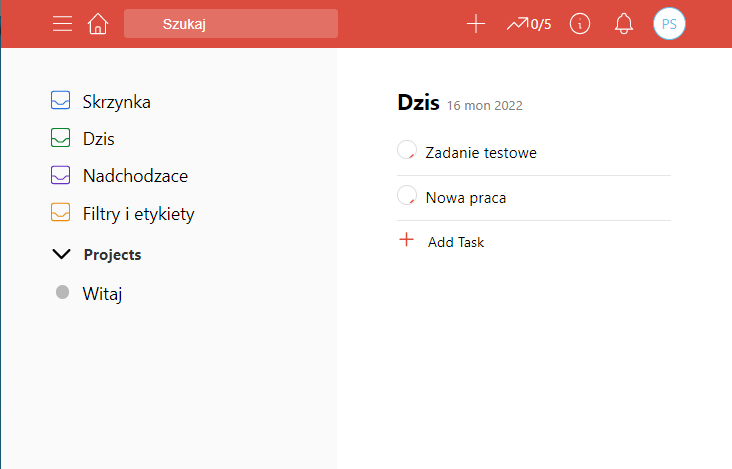 Szukaj
0/5
PS
Skrzynka
Dzis
Nadchodzace
Filtry i etykiety
Projects
Witaj
Dzis 16 mon 2022
Zadanie testowe
Nowa praca
Add Task